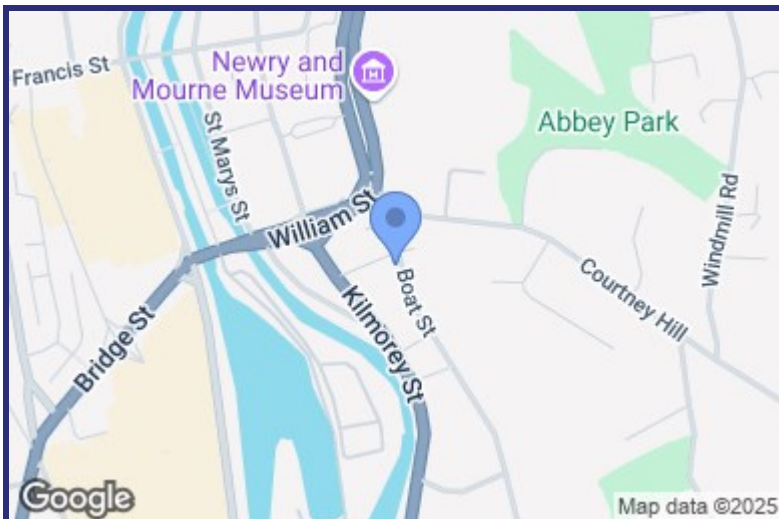 Francis St
Newry and
Mourne Museum
St Marys St
Abbey Park
William St
Windmill Rd
Boat St
Courtney Hill
Kilmorey St
Bridge St
Google
Map data ©2025